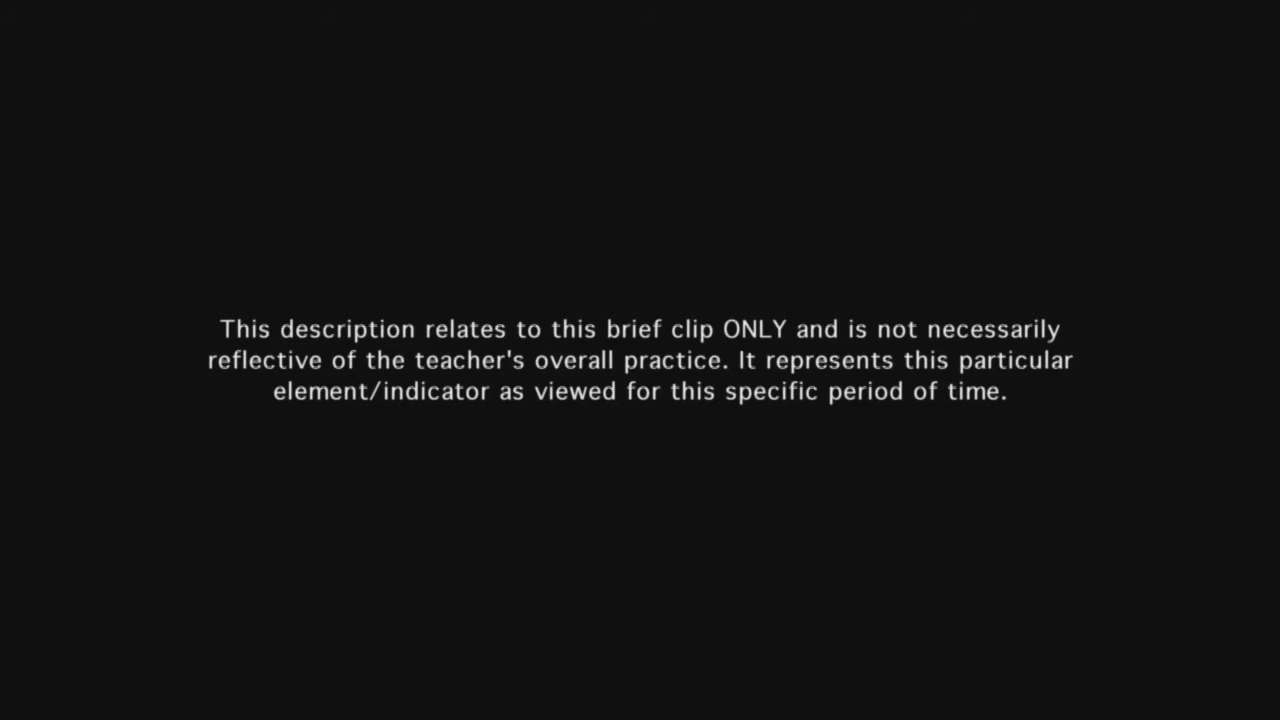 This description relates to this brief clip ONLY and is not necessarily
reflective of the teacher's overall practice. It represents this particular
element/indicator as viewed for this specific period of time.